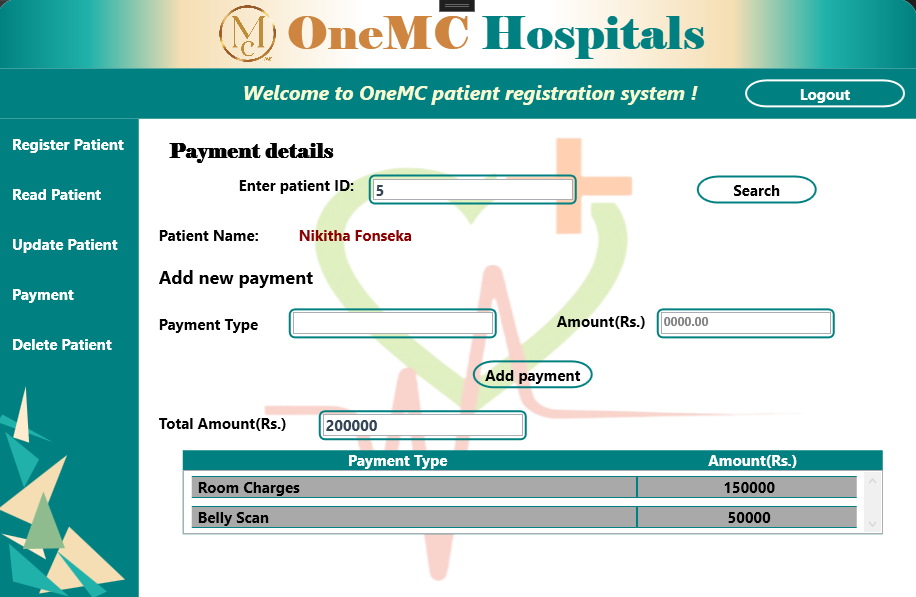 MC OneMC Hospitals
Welcome to OneMC patient registration system !
Logout
Register Patient
Read Patient
Update Patient
Payment
Delete Patient
Payment details
Enter patient ID: 5 Search
Patient Name: Nikitha Fonseka
Add new payment
Payment Type Amount(Rs.) 0000.00
Add payment
Total Amount(Rs.) 200000
Payment Type Amount(Rs.)
Room Charges 150000
Belly Scan 50000